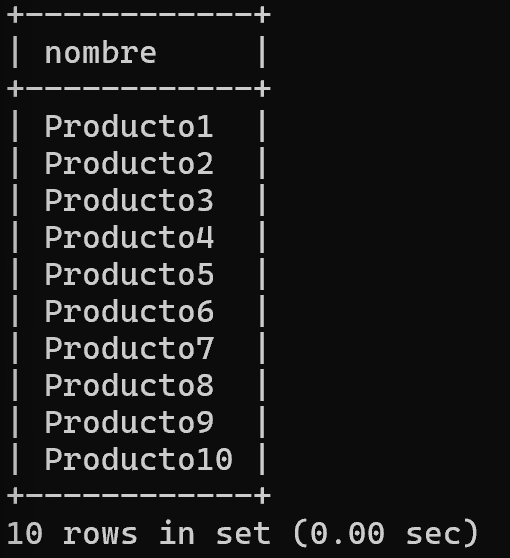 +------------+
| nombre     |
+------------+
| Producto1  |
| Producto2  |
| Producto3  |
| Producto4  |
| Producto5  |
| Producto6  |
| Producto7  |
| Producto8  |
| Producto9  |
| Producto10 |
+------------+
10 rows in set (0.00 sec)